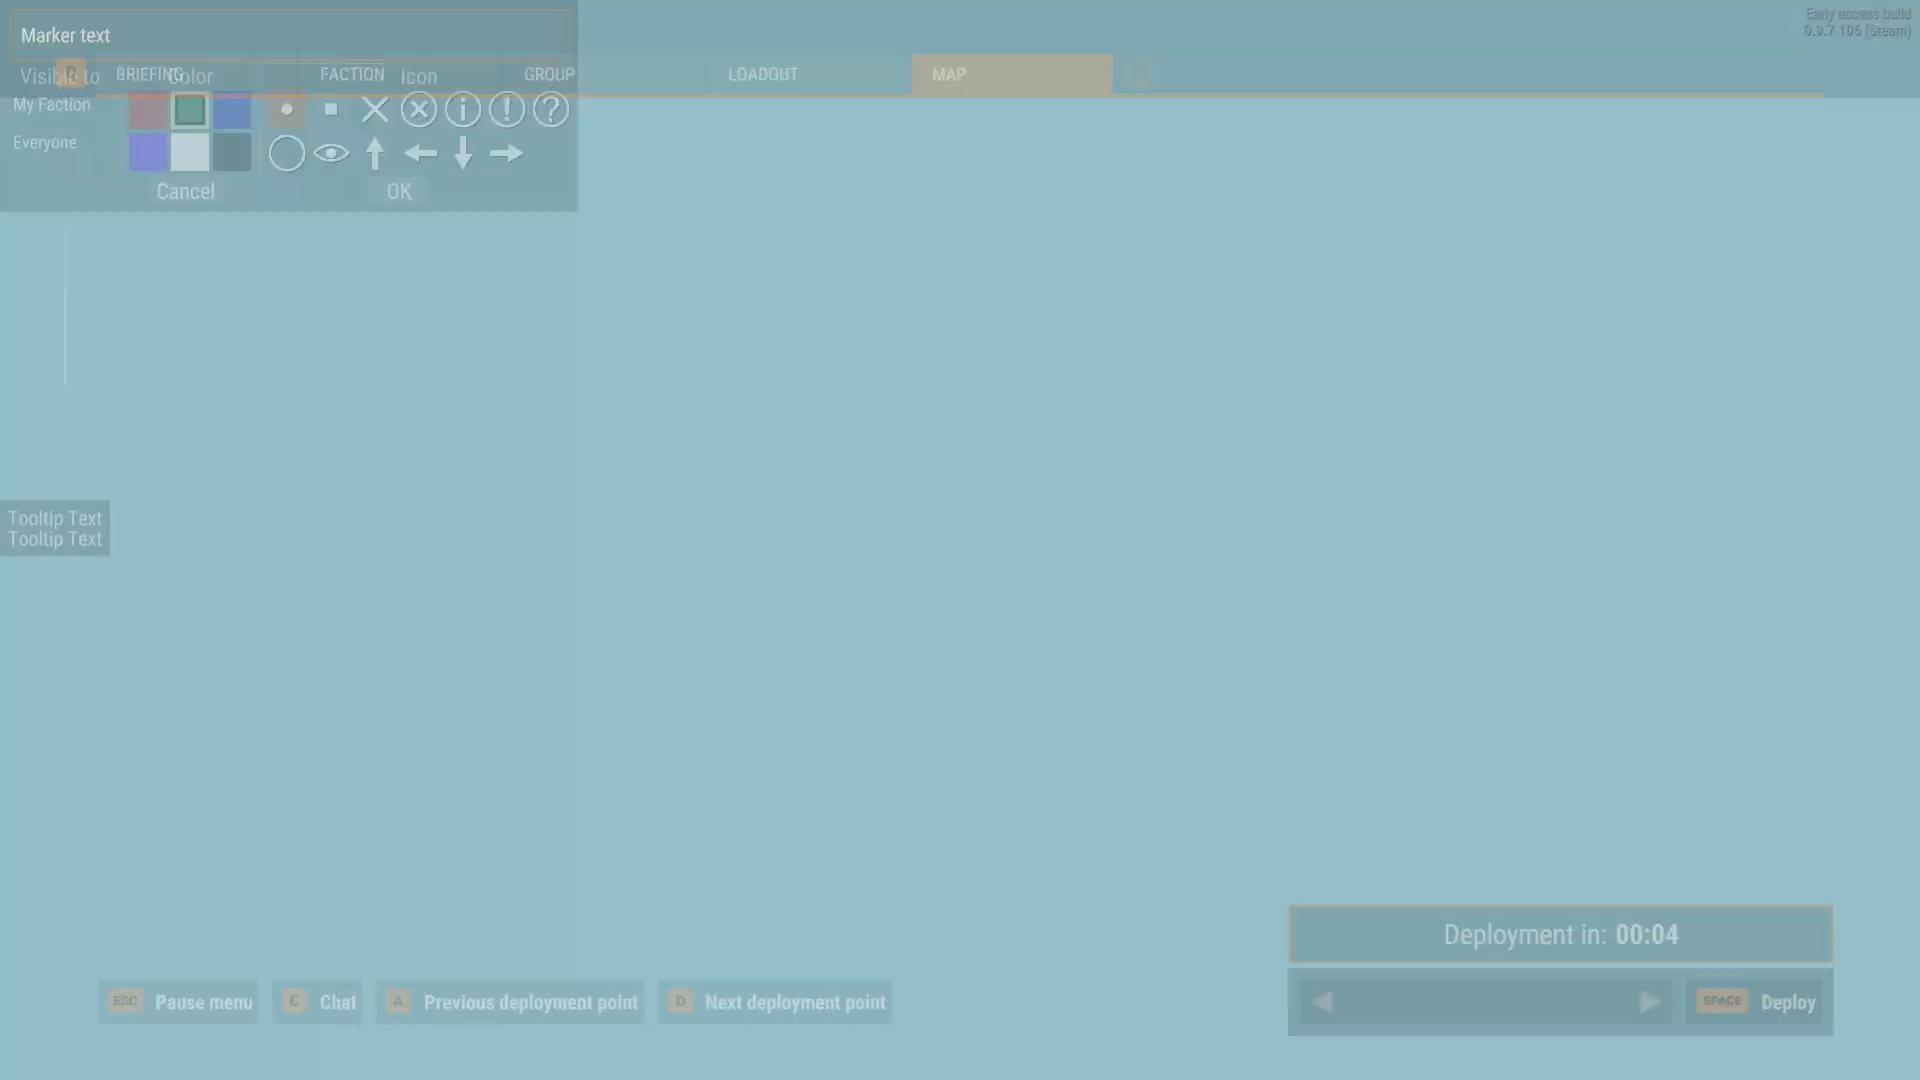 Marker text
Early access build
0.9.7.106 (Steam)
Visible to
BRIEFING
Color
FACTION
Icon
GROUP
LOADOUT
MAP
My Faction
Everyone
Cancel
OK
Tooltip Text
Tooltip Text
Deployment in: 00:04
ESC Pause menu
C Chat
A Previous deployment point
D Next deployment point
SPACE Deploy